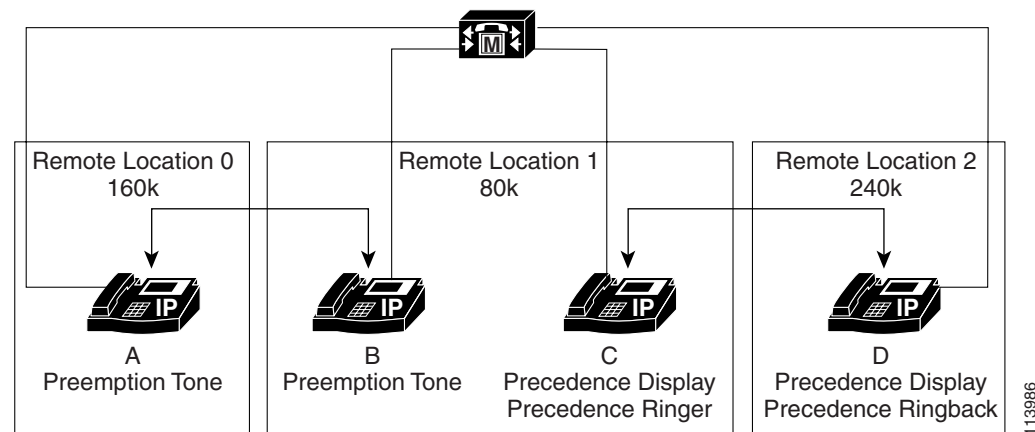 M
Remote Location 0
160k
Remote Location 1
80k
Remote Location 2
240k
IP
IP
IP
IP
A
Preemption Tone
B
Preemption Tone
C
Precedence Display
Precedence Ringer
D
Precedence Display
Precedence Ringback
113986